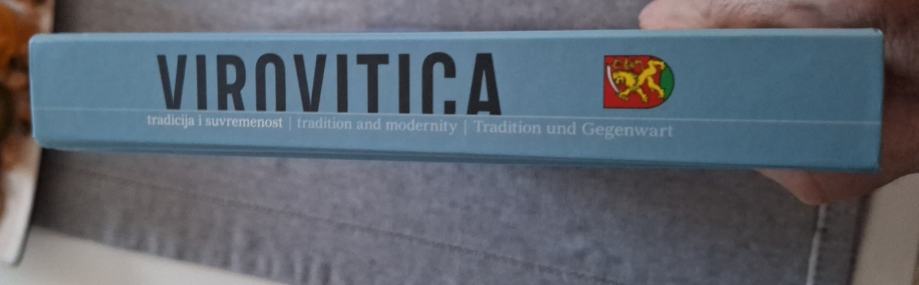 VIROVITICA
tradicija i suvremenost | tradition and modernity | Tradition und Gegenwart